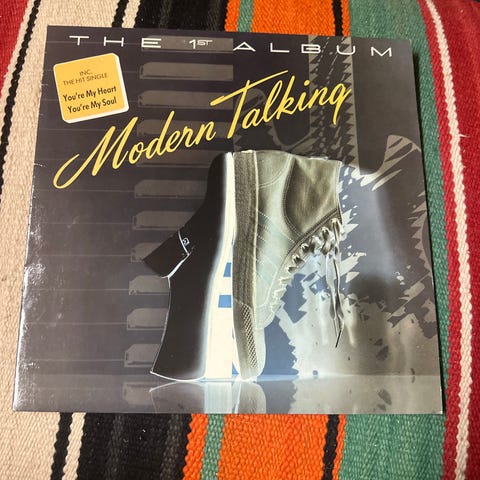 THE 1ST ALBUM
INC.
THE HIT SINGLE
You're My Heart
You're My Soul
Modern Talking